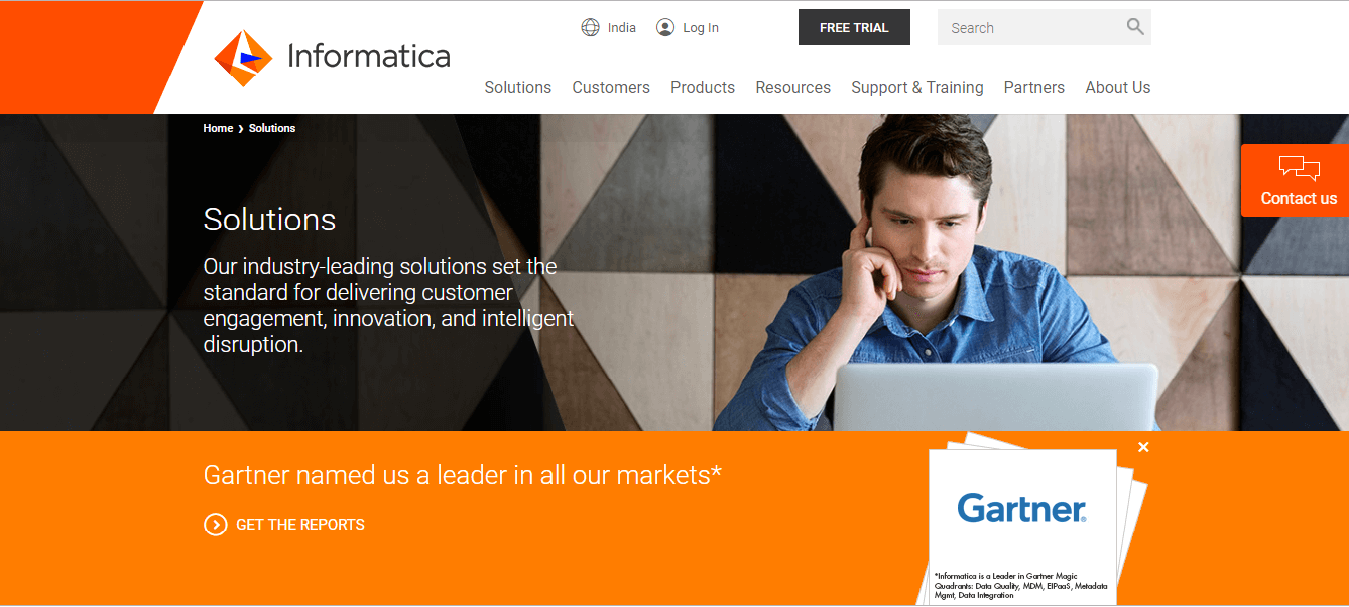 Informatica
India
Log In
FREE TRIAL
Search
Solutions
Customers
Products
Resources
Support & Training
Partners
About Us
Home › Solutions
Contact us
Solutions
Our industry-leading solutions set the
standard for delivering customer
engagement, innovation, and intelligent
disruption.
Gartner named us a leader in all our markets*
GET THE REPORTS
Gartner®
*Informatica is a Leader in Gartner Magic
Quadrants: Data Quality, MDM, EIPaaS, Metadata
Mgmt, Data Integration